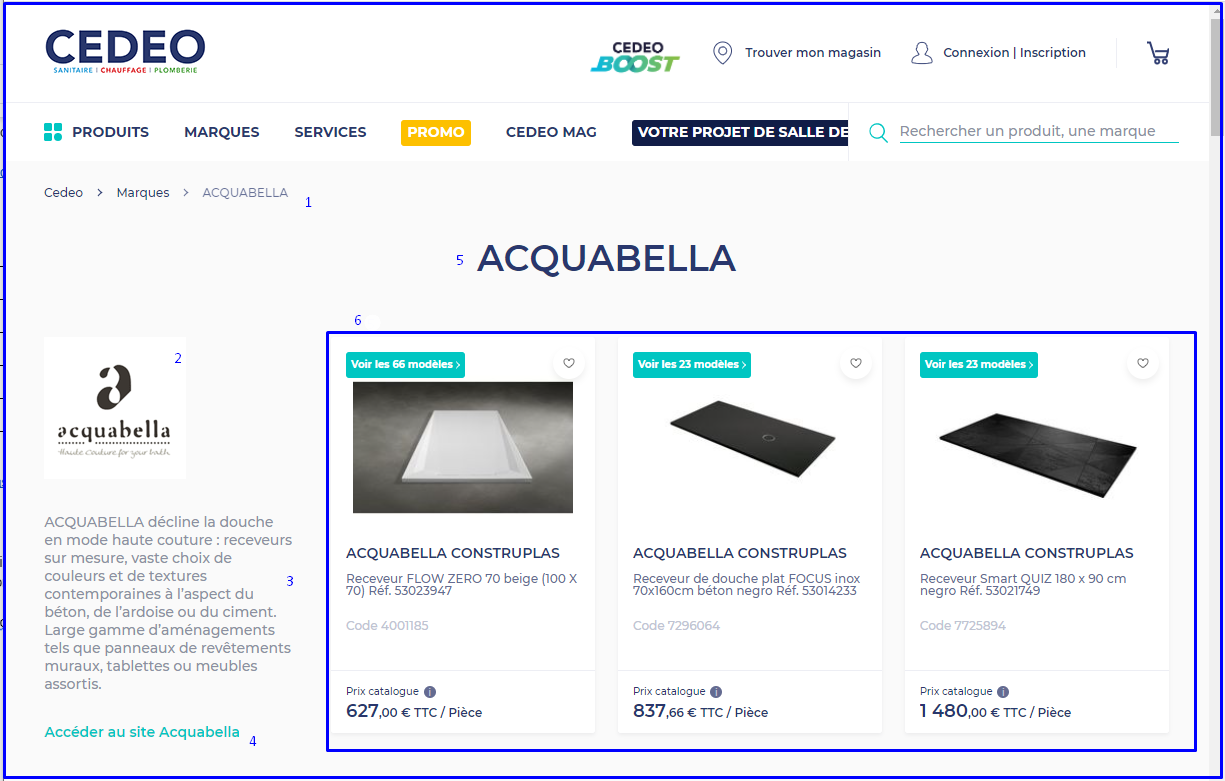 CEDEO
SANITAIRE | CHAUFFAGE | PLOMBERIE
CEDEO
BOOST
Trouver mon magasin
Connexion | Inscription
PRODUITS
MARQUES
SERVICES
PROMO
CEDEO MAG
VOTRE PROJET DE SALLE DE
Rechercher un produit, une marque
Cedeo > Marques > ACQUABELLA
1
5
ACQUABELLA
6
2
acquabella
Haute Couture for your bath
ACQUABELLA décline la douche
en mode haute couture : receveurs
sur mesure, vaste choix de
couleurs et de textures
contemporaines à l'aspect du
béton, de l'ardoise ou du ciment.
Large gamme d'aménagements
tels que panneaux de revêtements
muraux, tablettes ou meubles
assortis.
3
Accéder au site Acquabella
4
Voir les 66 modèles >
ACQUABELLA CONSTRUPLAS
Receveur FLOW ZERO 70 beige (100 X
70) Réf. 53023947
Code 4001185
Prix catalogue i
627,00 € TTC / Pièce
Voir les 23 modèles >
ACQUABELLA CONSTRUPLAS
Receveur de douche plat FOCUS inox
70x160cm béton negro Réf. 53014233
Code 7296064
Prix catalogue i
837,66 € TTC / Pièce
Voir les 23 modèles >
ACQUABELLA CONSTRUPLAS
Receveur Smart QUIZ 180 x 90 cm
negro Réf. 53021749
Code 7725894
Prix catalogue i
1 480,00 € TTC / Pièce